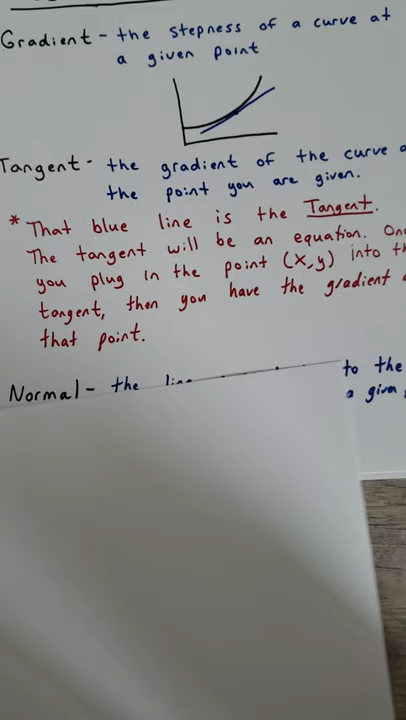 Gradient - the stepness of a curve at
a given point
Tangent - the gradient of the curve
the point you are given.
* That blue line is the Tangent.
The tangent will be an equation.
you plug in the point (x,y) into
tangent, then you have the gradient
that point.
Normal - the to the
a given